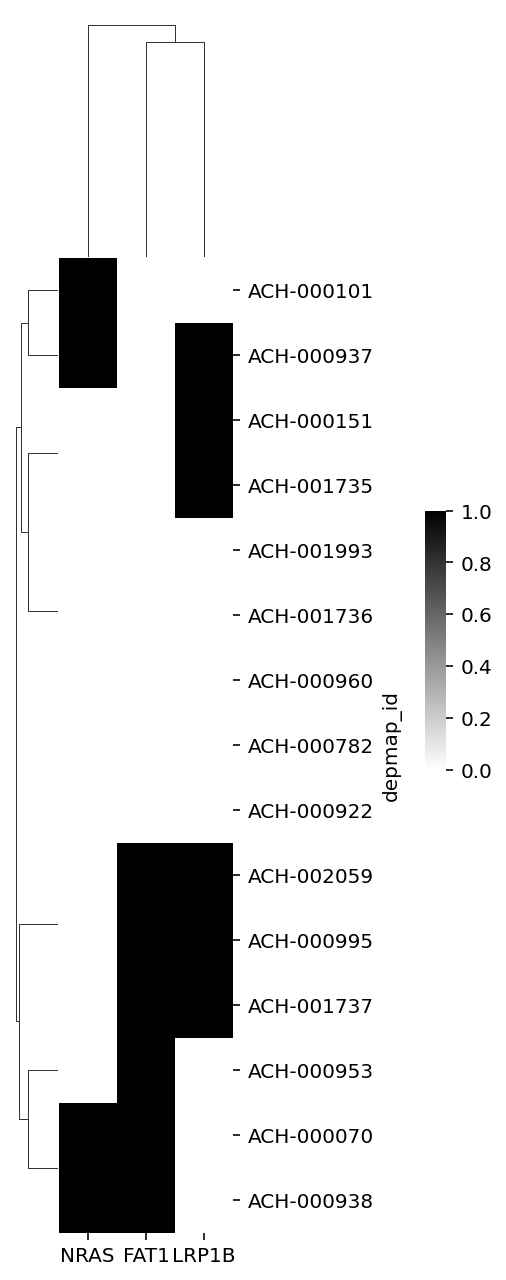 ACH-000101
ACH-000937
ACH-000151
ACH-001735
ACH-001993
ACH-001736
ACH-000960
ACH-000782
ACH-000922
ACH-002059
ACH-000995
ACH-001737
ACH-000953
ACH-000070
ACH-000938
depmap_id
1.0
0.8
0.6
0.4
0.2
0.0
NRAS FAT1 LRP1B